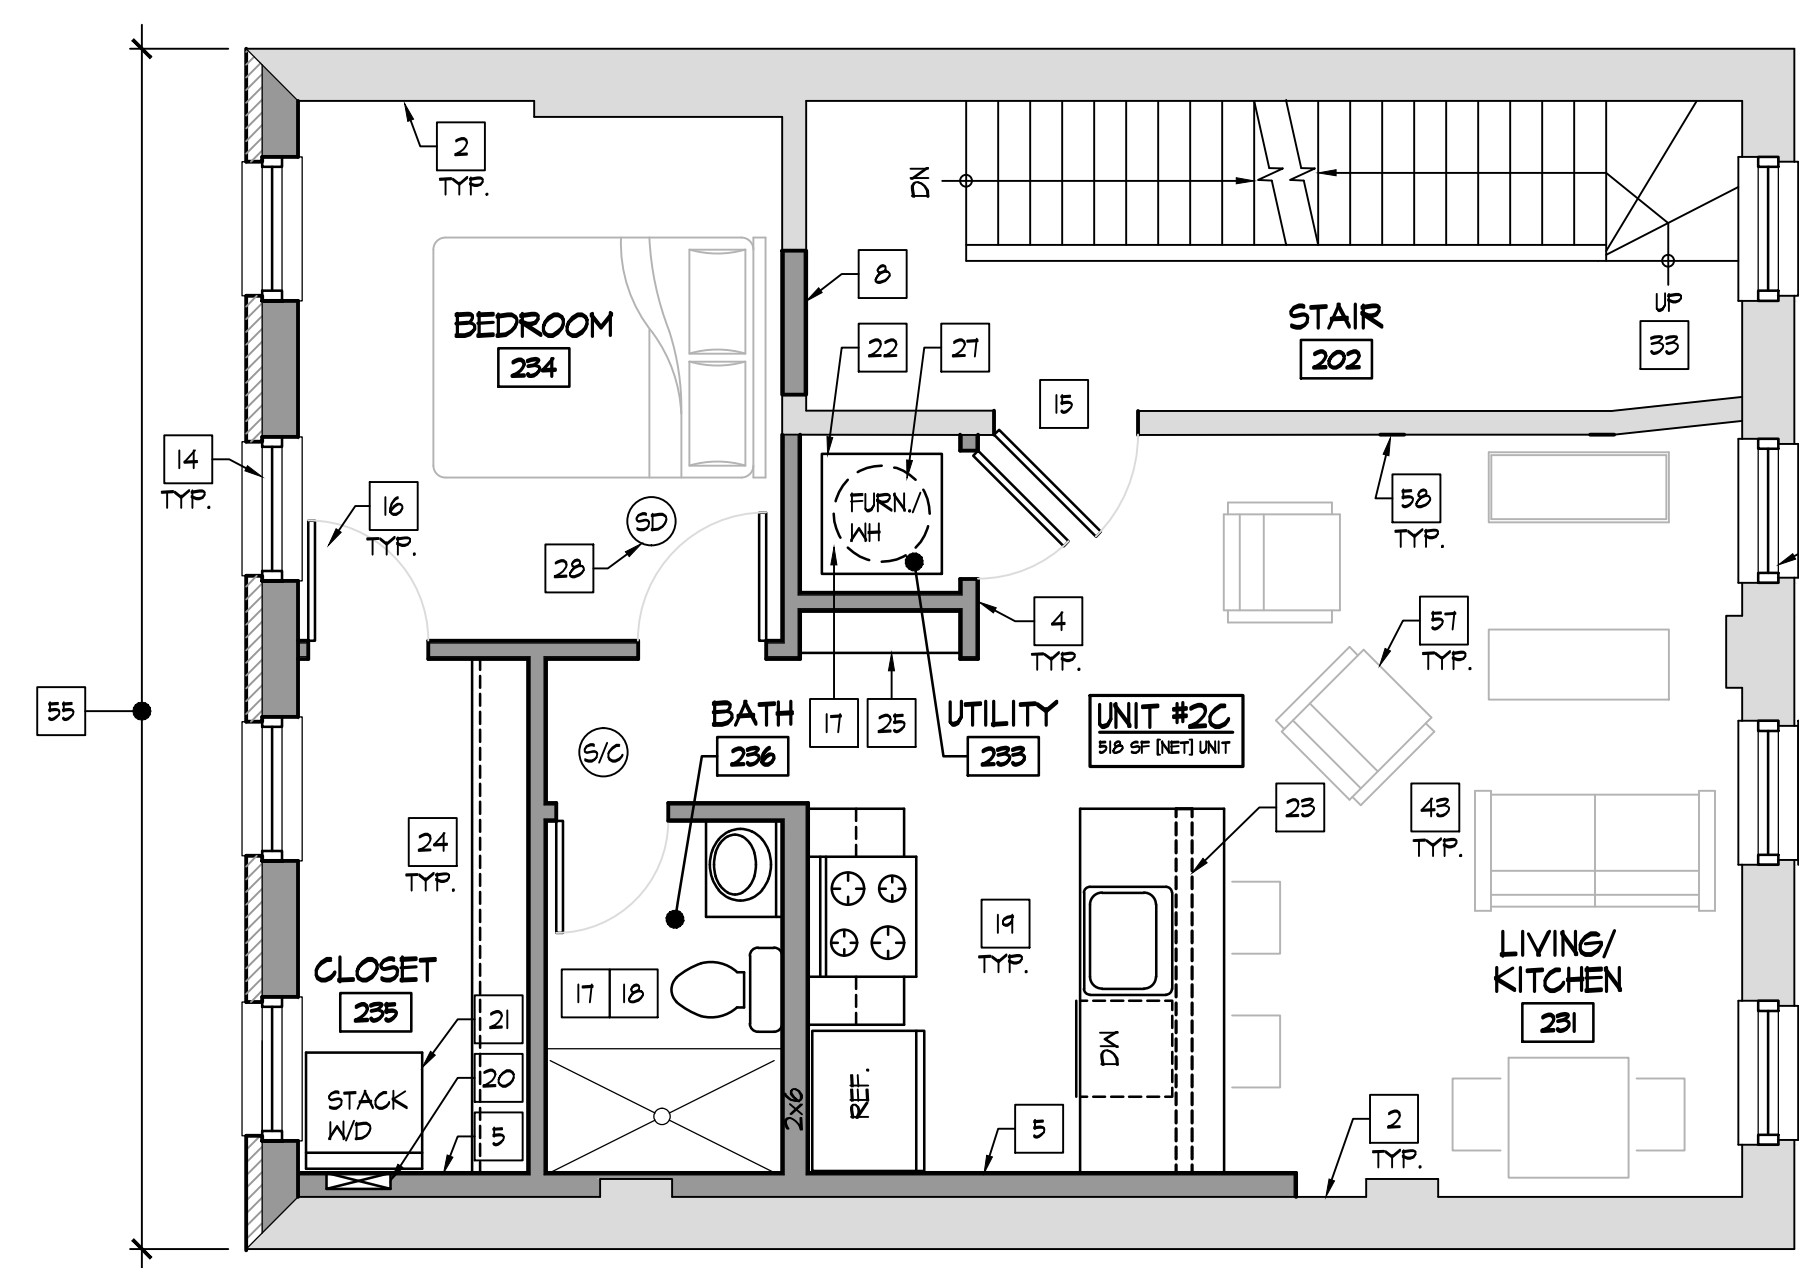 2
TYP.
DN
8
BEDROOM
234
22
27
STAIR
202
UP
33
15
14
TYP.
16
TYP.
SD
28
FURN./
WH
58
TYP.
4
TYP.
57
TYP.
55
BATH
236
17
25
UTILITY
233
UNIT #2C
518 SF [NET] UNIT
S/C
23
43
TYP.
24
TYP.
19
TYP.
LIVING/
KITCHEN
231
CLOSET
235
17
18
21
20
5
STACK
W/D
2x6
REF.
DW
5
2
TYP.